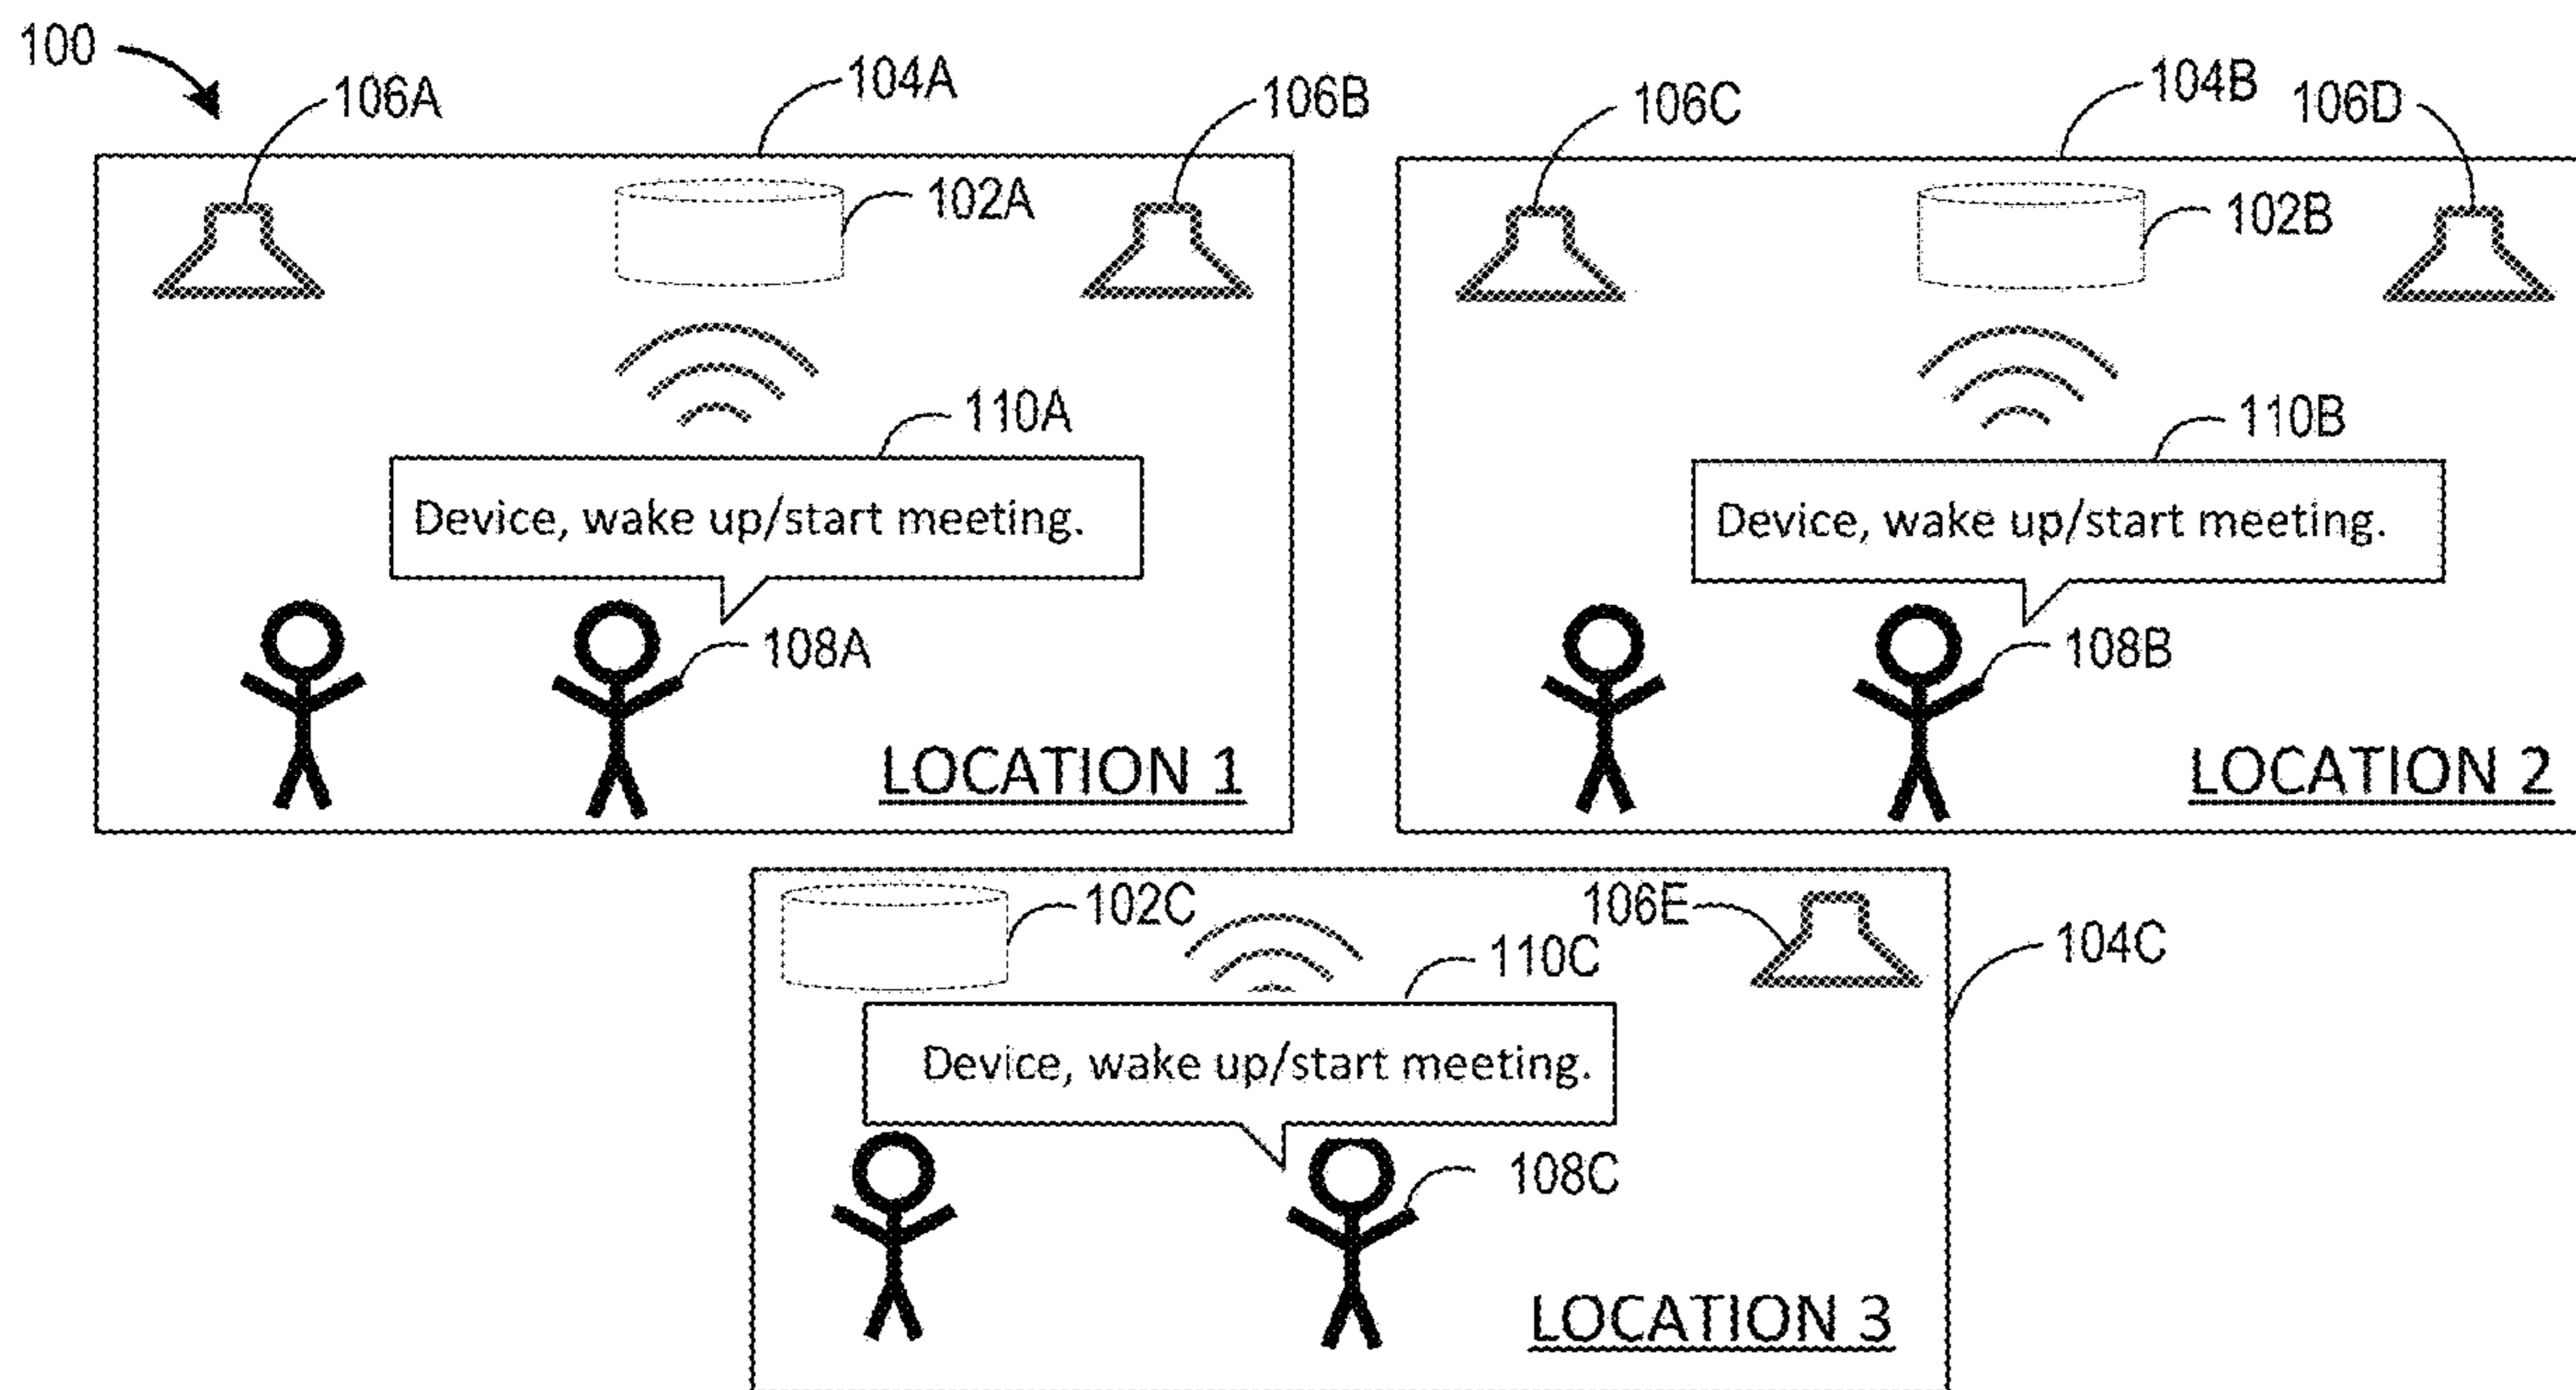 100
106A
104A
106B
106C
104B
106D
102A
102B
110A
110B
Device, wake up/start meeting.
Device, wake up/start meeting.
108A
108B
LOCATION 1
LOCATION 2
102C
106E
110C
104C
Device, wake up/start meeting.
108C
LOCATION 3